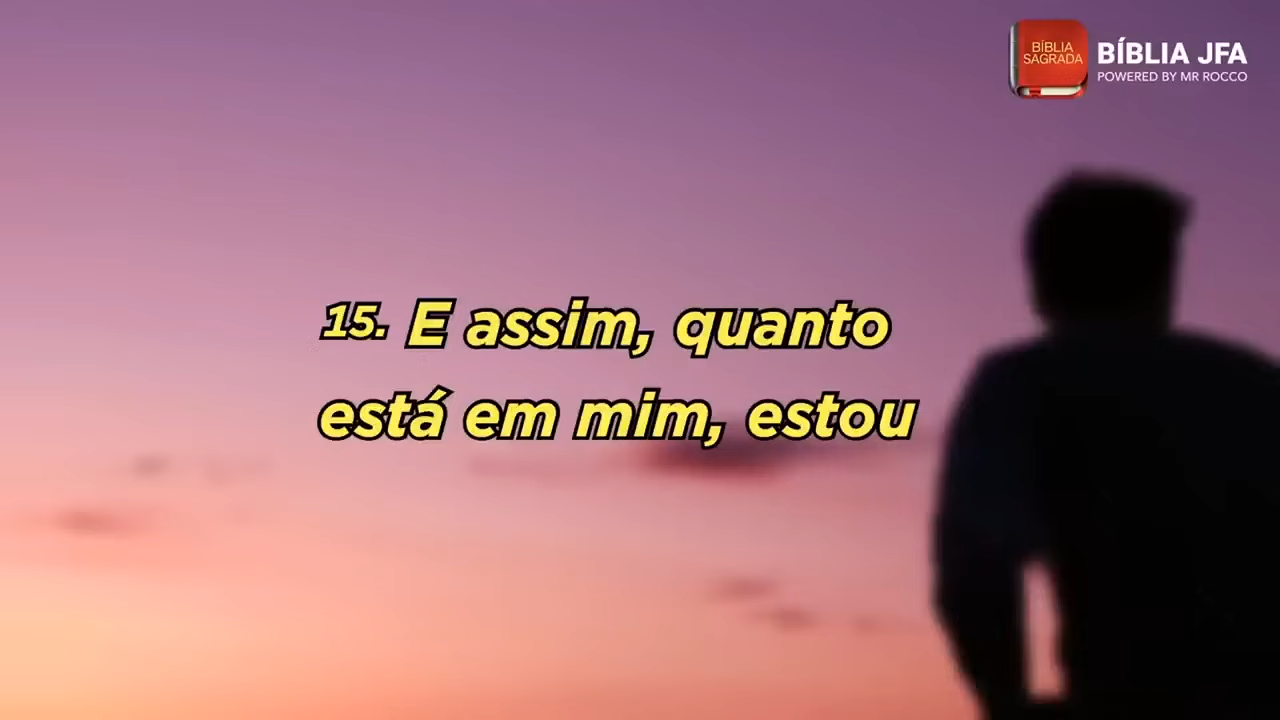 BÍBLIA
SAGRADA
BÍBLIA JFA
POWERED BY MR ROCCO
15. E assim, quanto
está em mim, estou